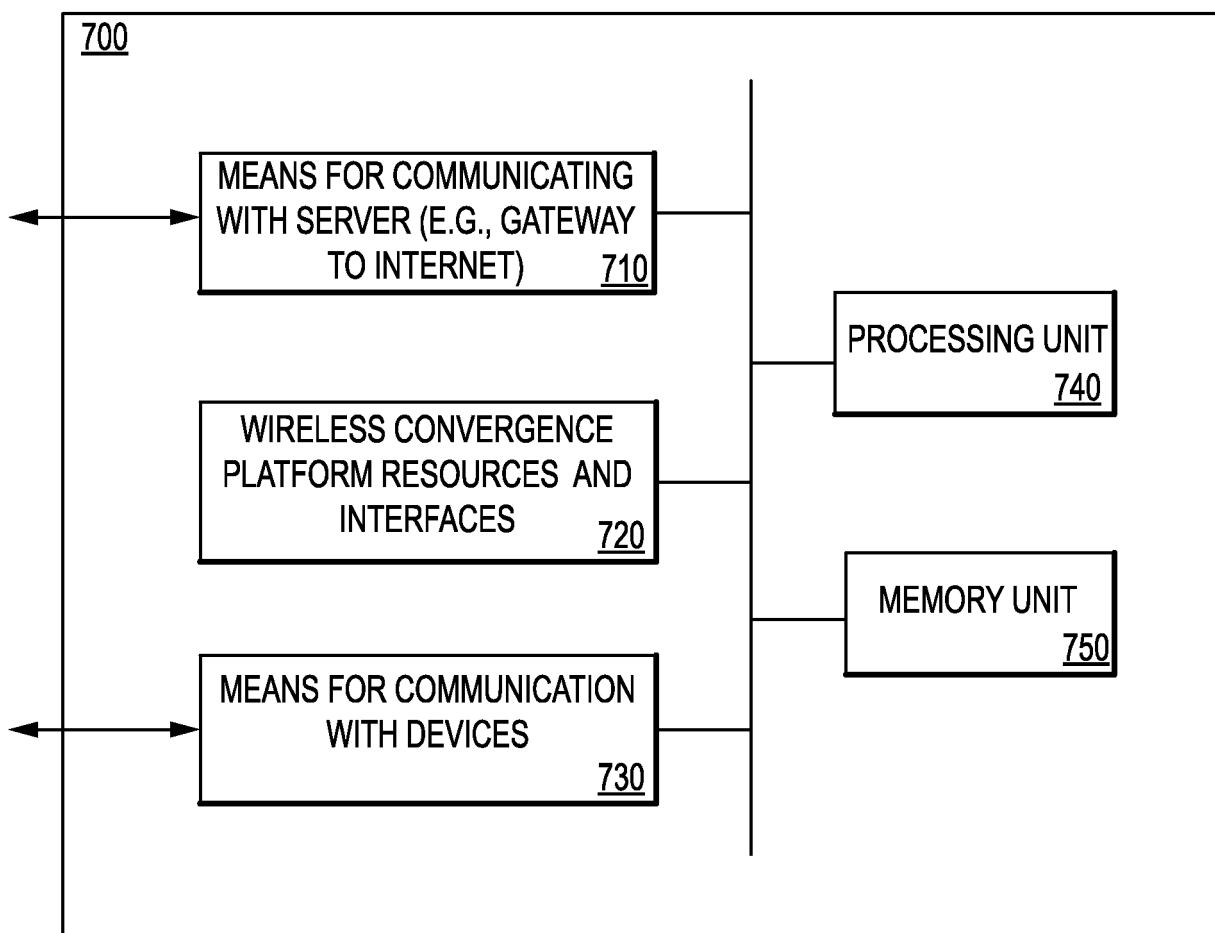 700
MEANS FOR COMMUNICATING
WITH SERVER (E.G., GATEWAY
TO INTERNET)
710
PROCESSING UNIT
740
WIRELESS CONVERGENCE
PLATFORM RESOURCES AND
INTERFACES
720
MEMORY UNIT
750
MEANS FOR COMMUNICATION
WITH DEVICES
730